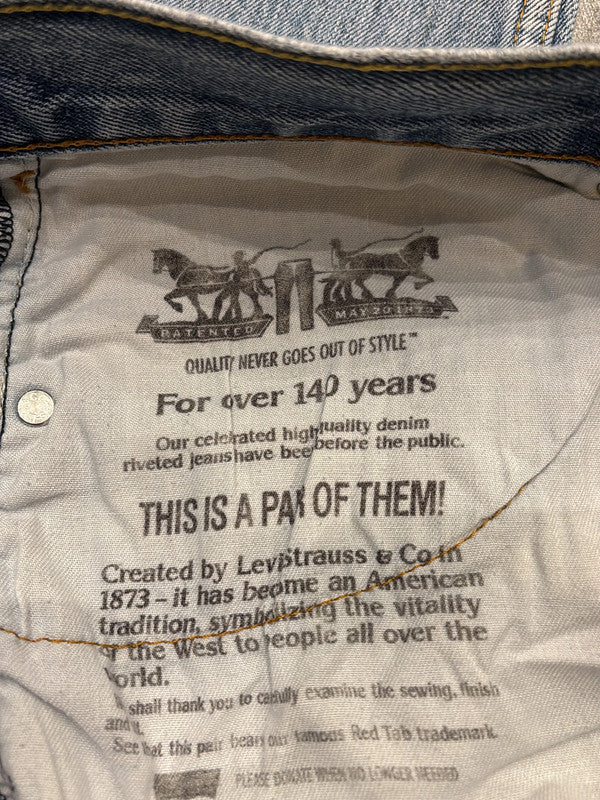 PATENTED MAY 20 1873
QUALITY NEVER GOES OUT OF STYLE™
For over 140 years
Our celebrated high quality denim
riveted jeans have been before the public.
THIS IS A PAIR OF THEM!
Created by Levi Strauss & Co in
1873 – it has become an American
tradition, symbolizing the vitality
of the West to people all over the
World.
shall thank you to carefully examine the sewing, finish
and fit.
See that this pair bears our famous Red Tab trademark.
PLEASE DONATE WHEN NO LONGER NEEDED